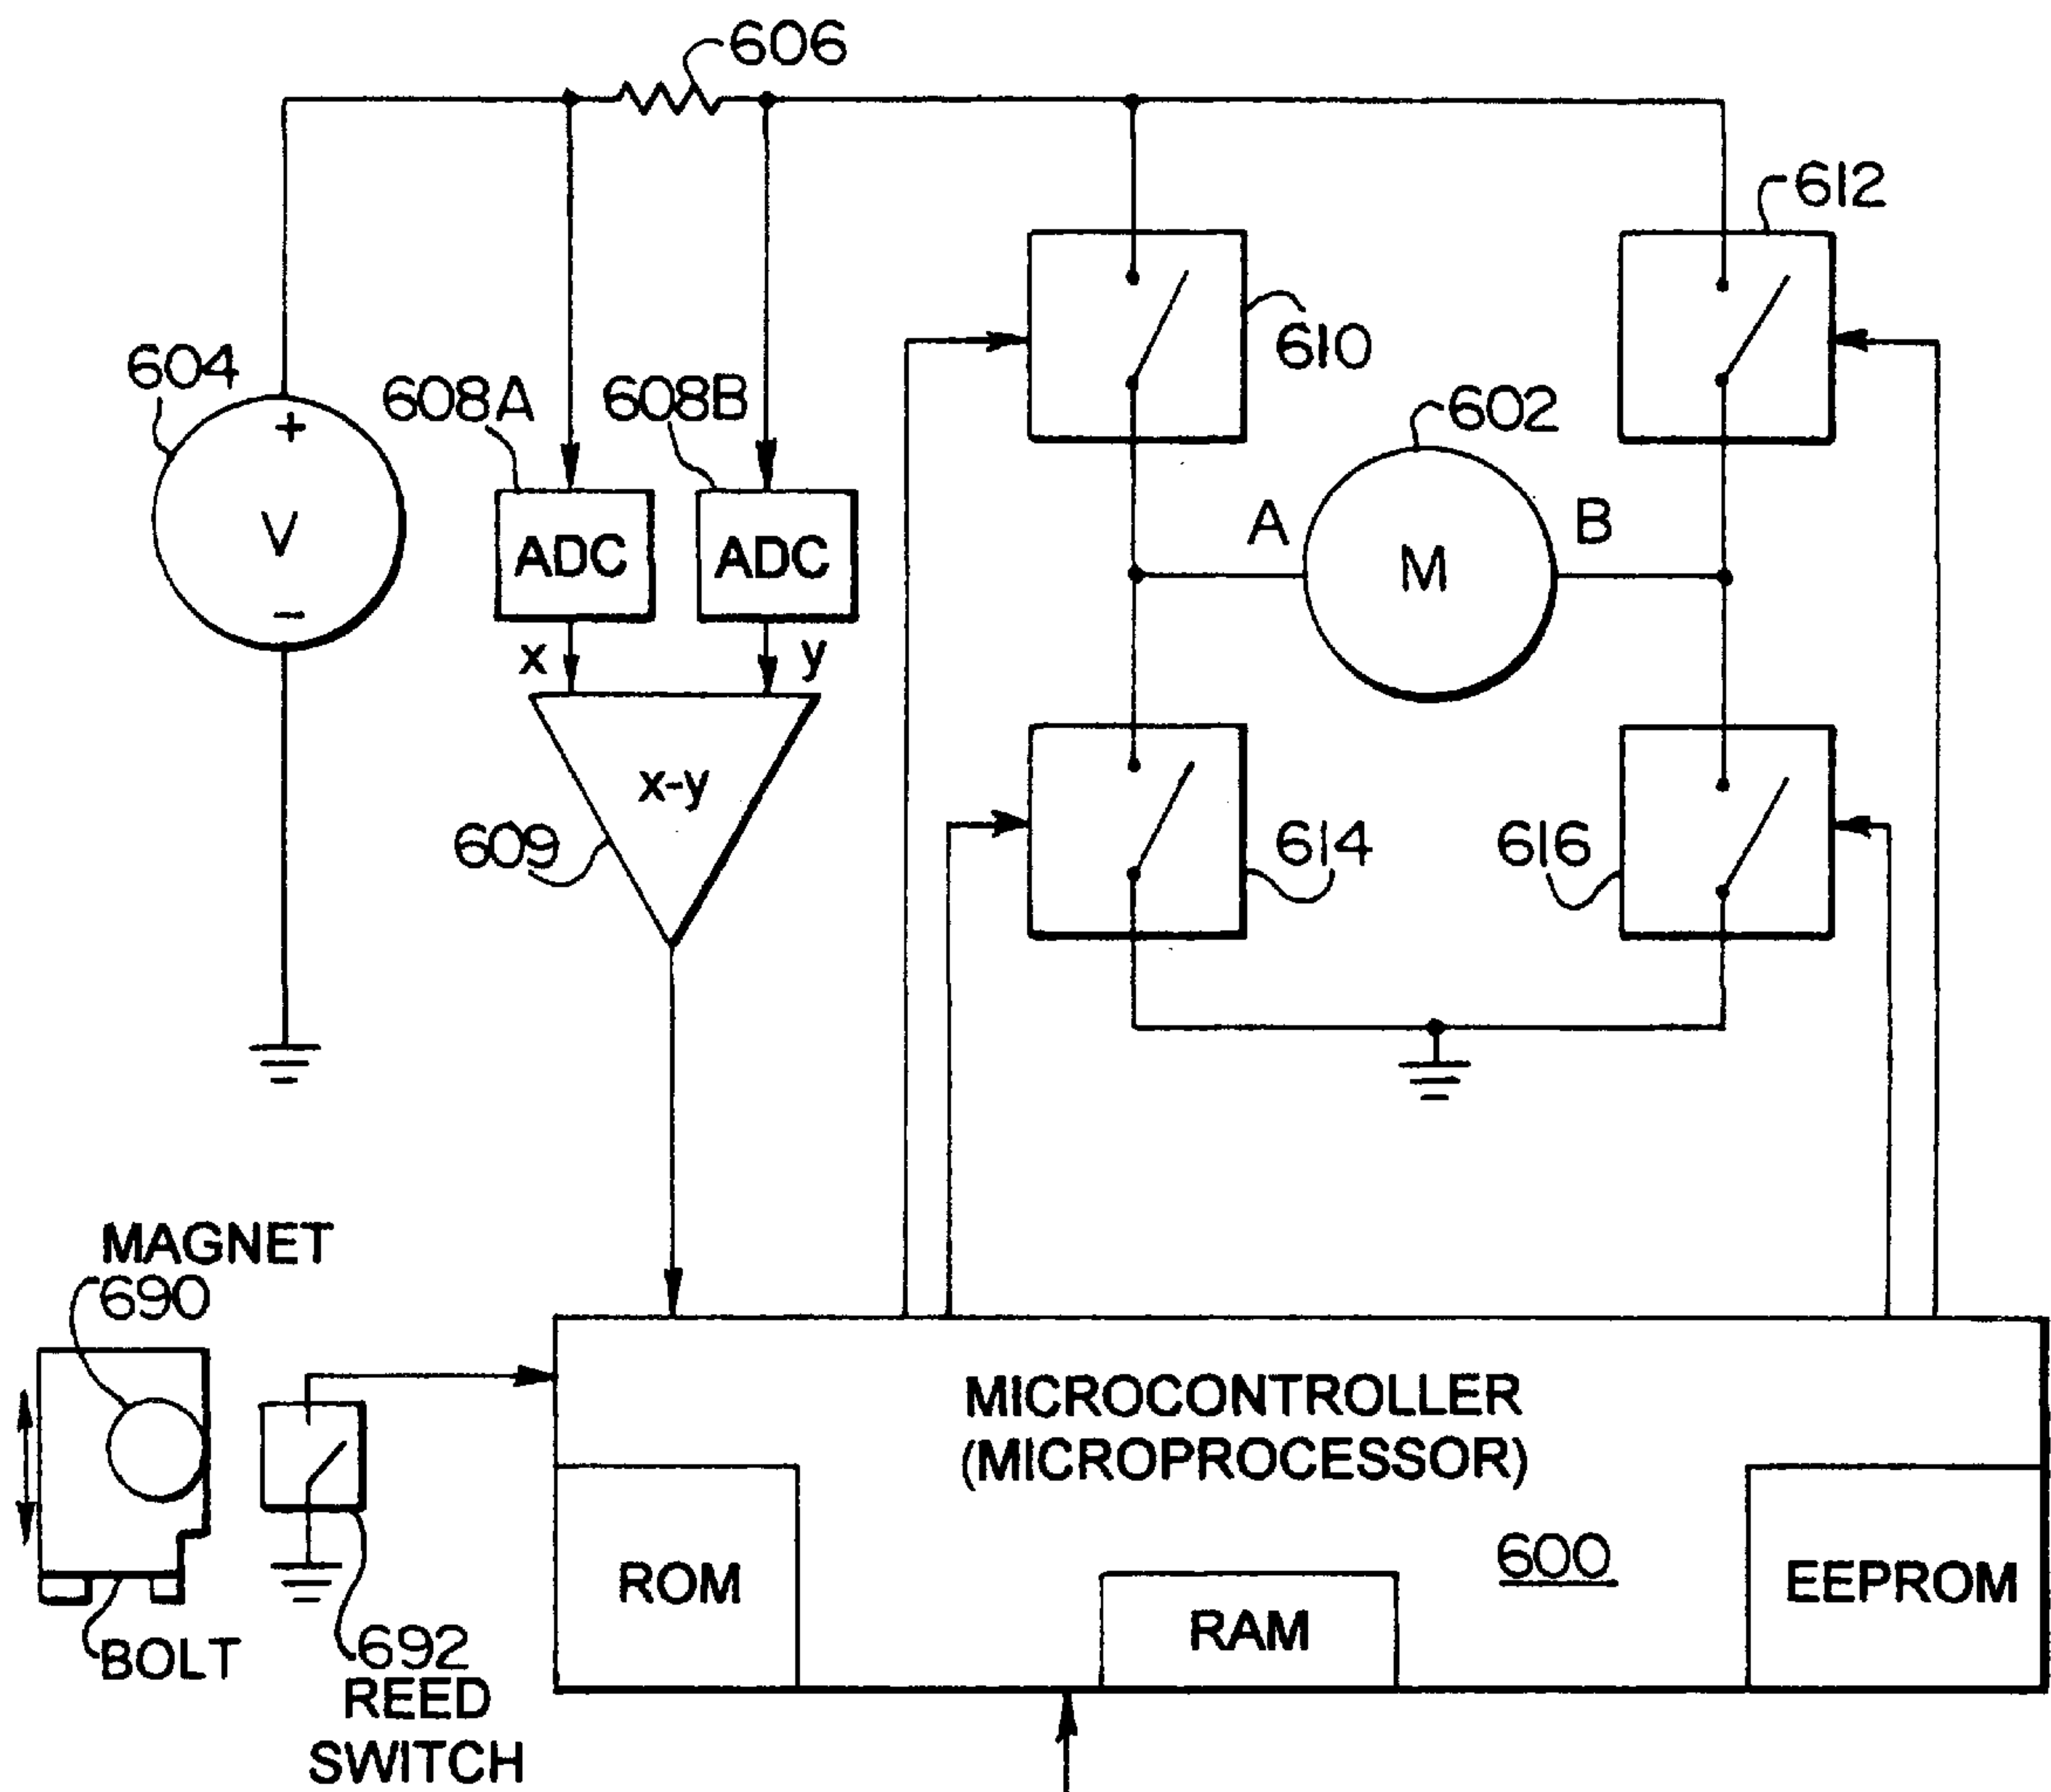 606
612
610
604
608A
608B
602
+
V
−
ADC
ADC
A
M
B
x
y
x-y
609
614
616
MAGNET
690
MICROCONTROLLER
(MICROPROCESSOR)
600
ROM
RAM
EEPROM
BOLT
692
REED
SWITCH